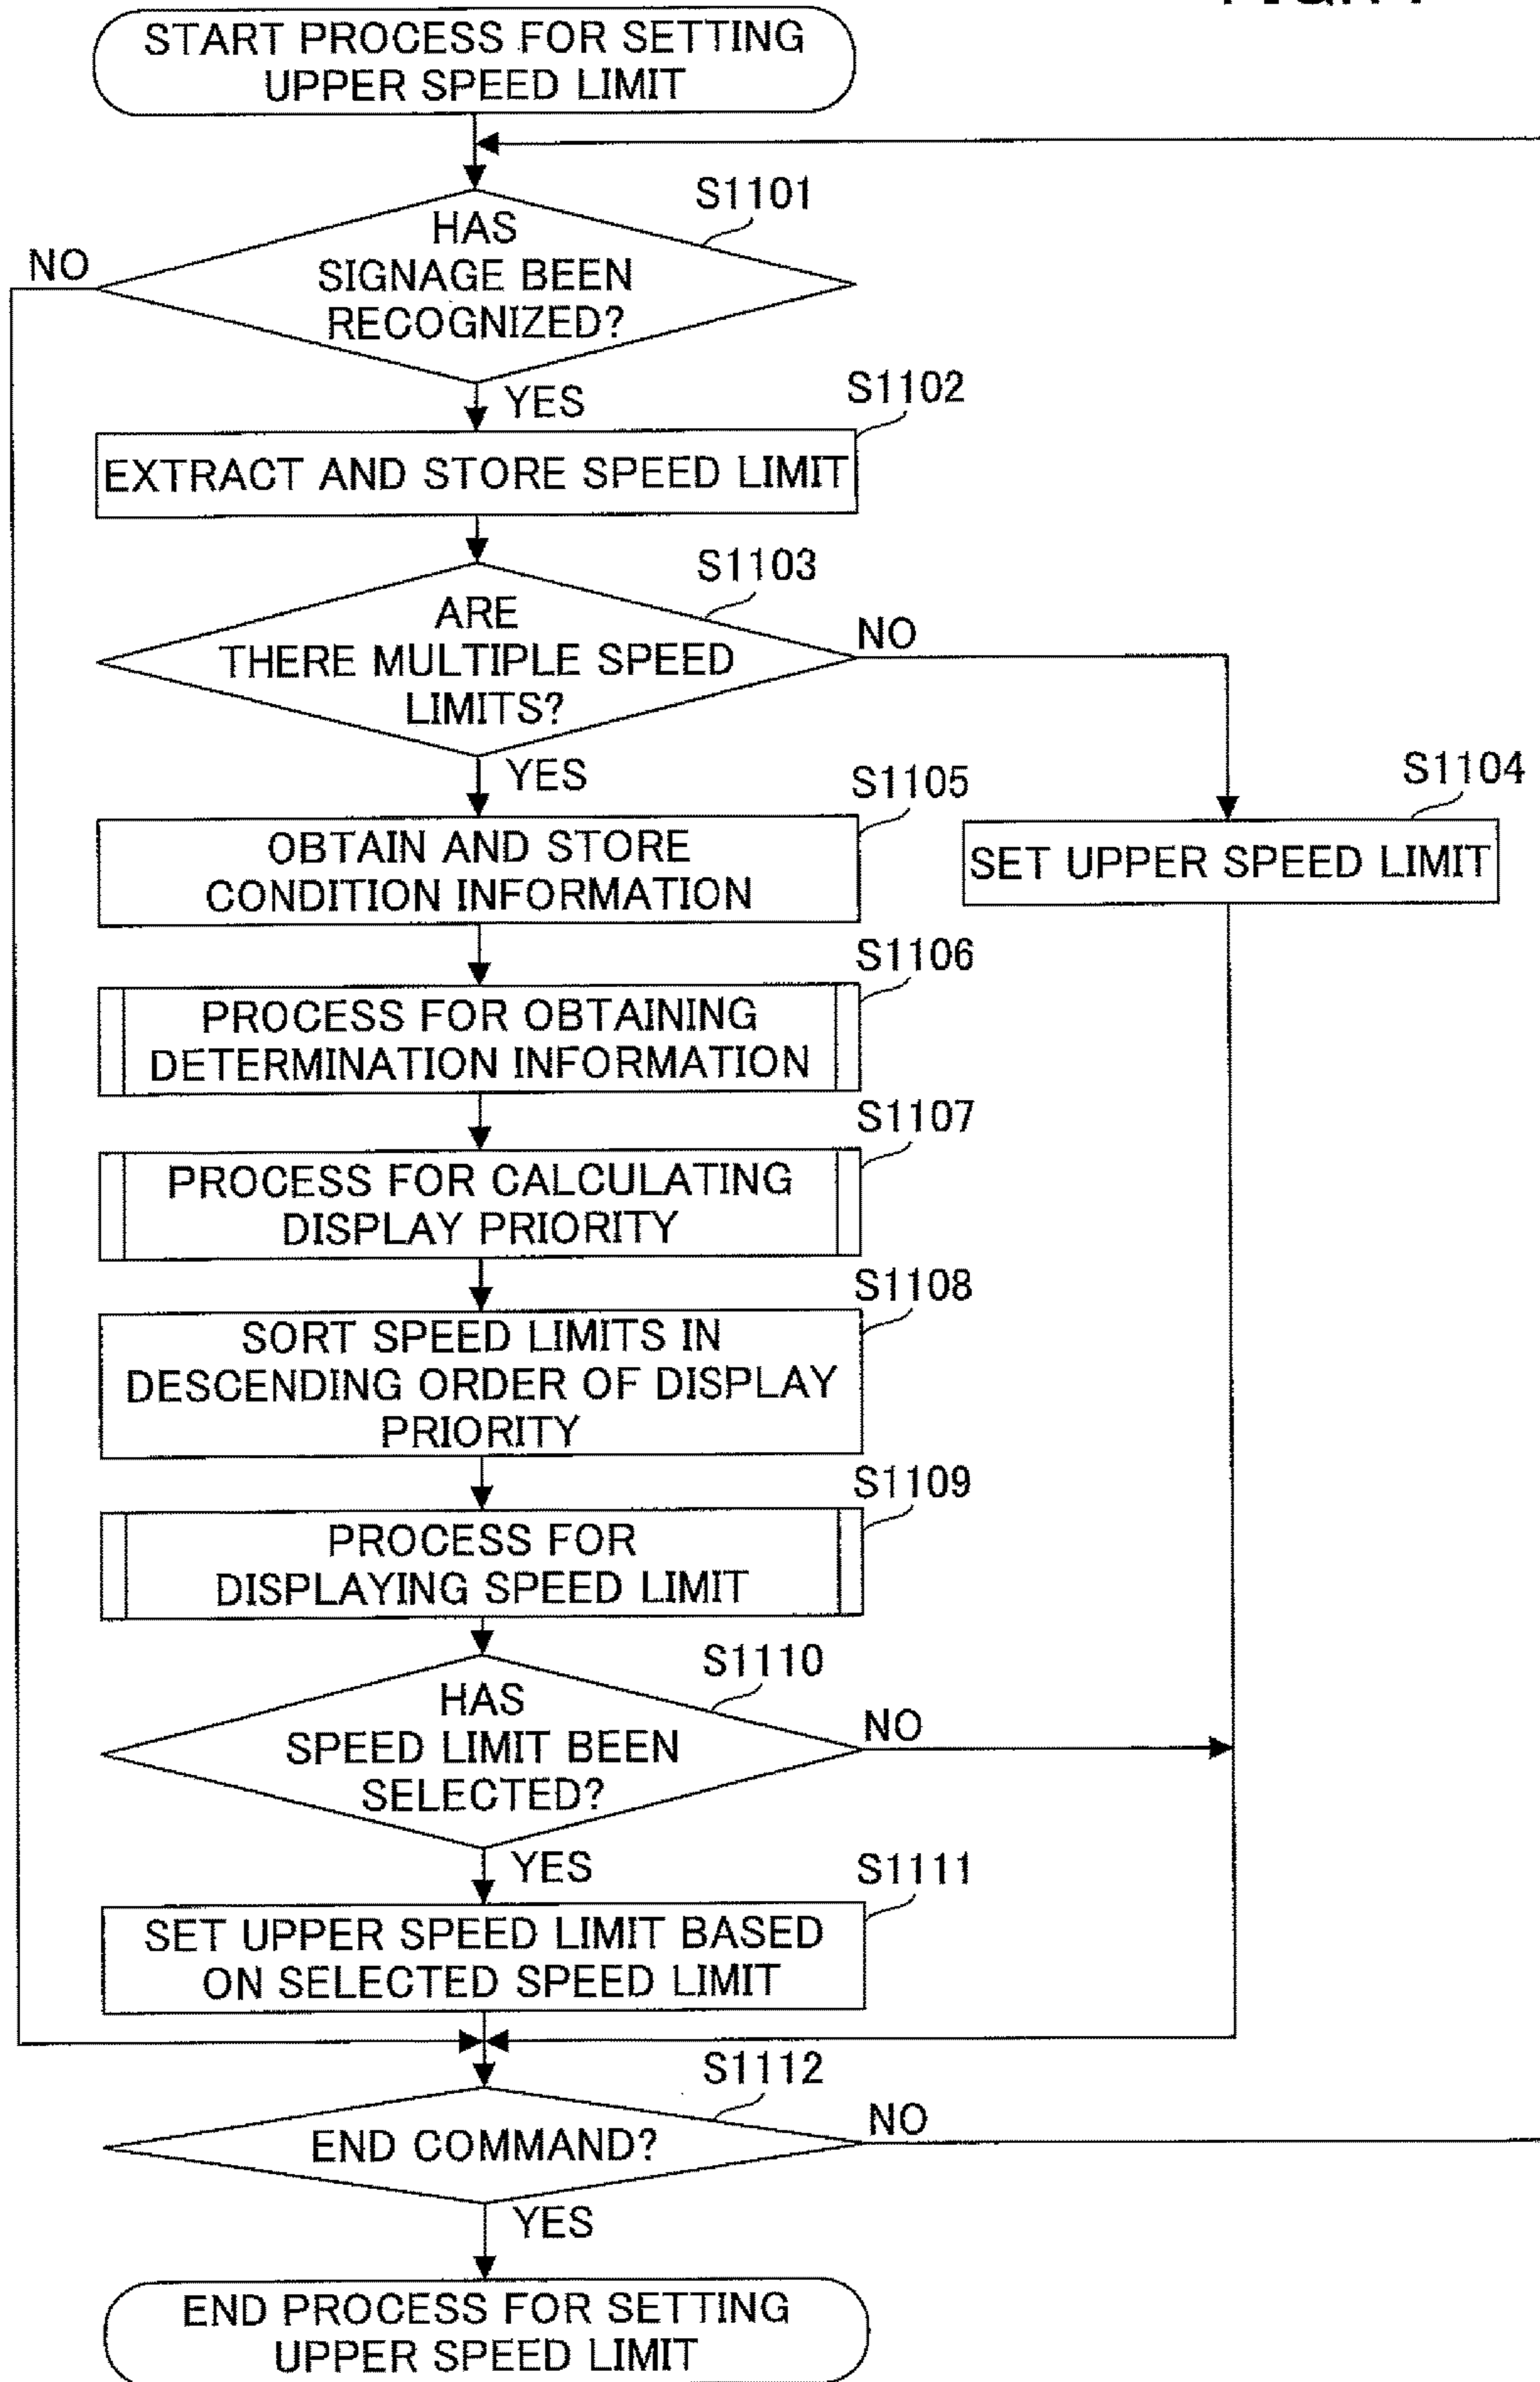 START PROCESS FOR SETTING
UPPER SPEED LIMIT
S1101
HAS
SIGNAGE BEEN
RECOGNIZED?
NO
YES
S1102
EXTRACT AND STORE SPEED LIMIT
S1103
ARE
THERE MULTIPLE SPEED
LIMITS?
NO
YES
S1104
SET UPPER SPEED LIMIT
S1105
OBTAIN AND STORE
CONDITION INFORMATION
S1106
PROCESS FOR OBTAINING
DETERMINATION INFORMATION
S1107
PROCESS FOR CALCULATING
DISPLAY PRIORITY
S1108
SORT SPEED LIMITS IN
DESCENDING ORDER OF DISPLAY
PRIORITY
S1109
PROCESS FOR
DISPLAYING SPEED LIMIT
S1110
HAS
SPEED LIMIT BEEN
SELECTED?
NO
YES
S1111
SET UPPER SPEED LIMIT BASED
ON SELECTED SPEED LIMIT
S1112
END COMMAND?
NO
YES
END PROCESS FOR SETTING
UPPER SPEED LIMIT